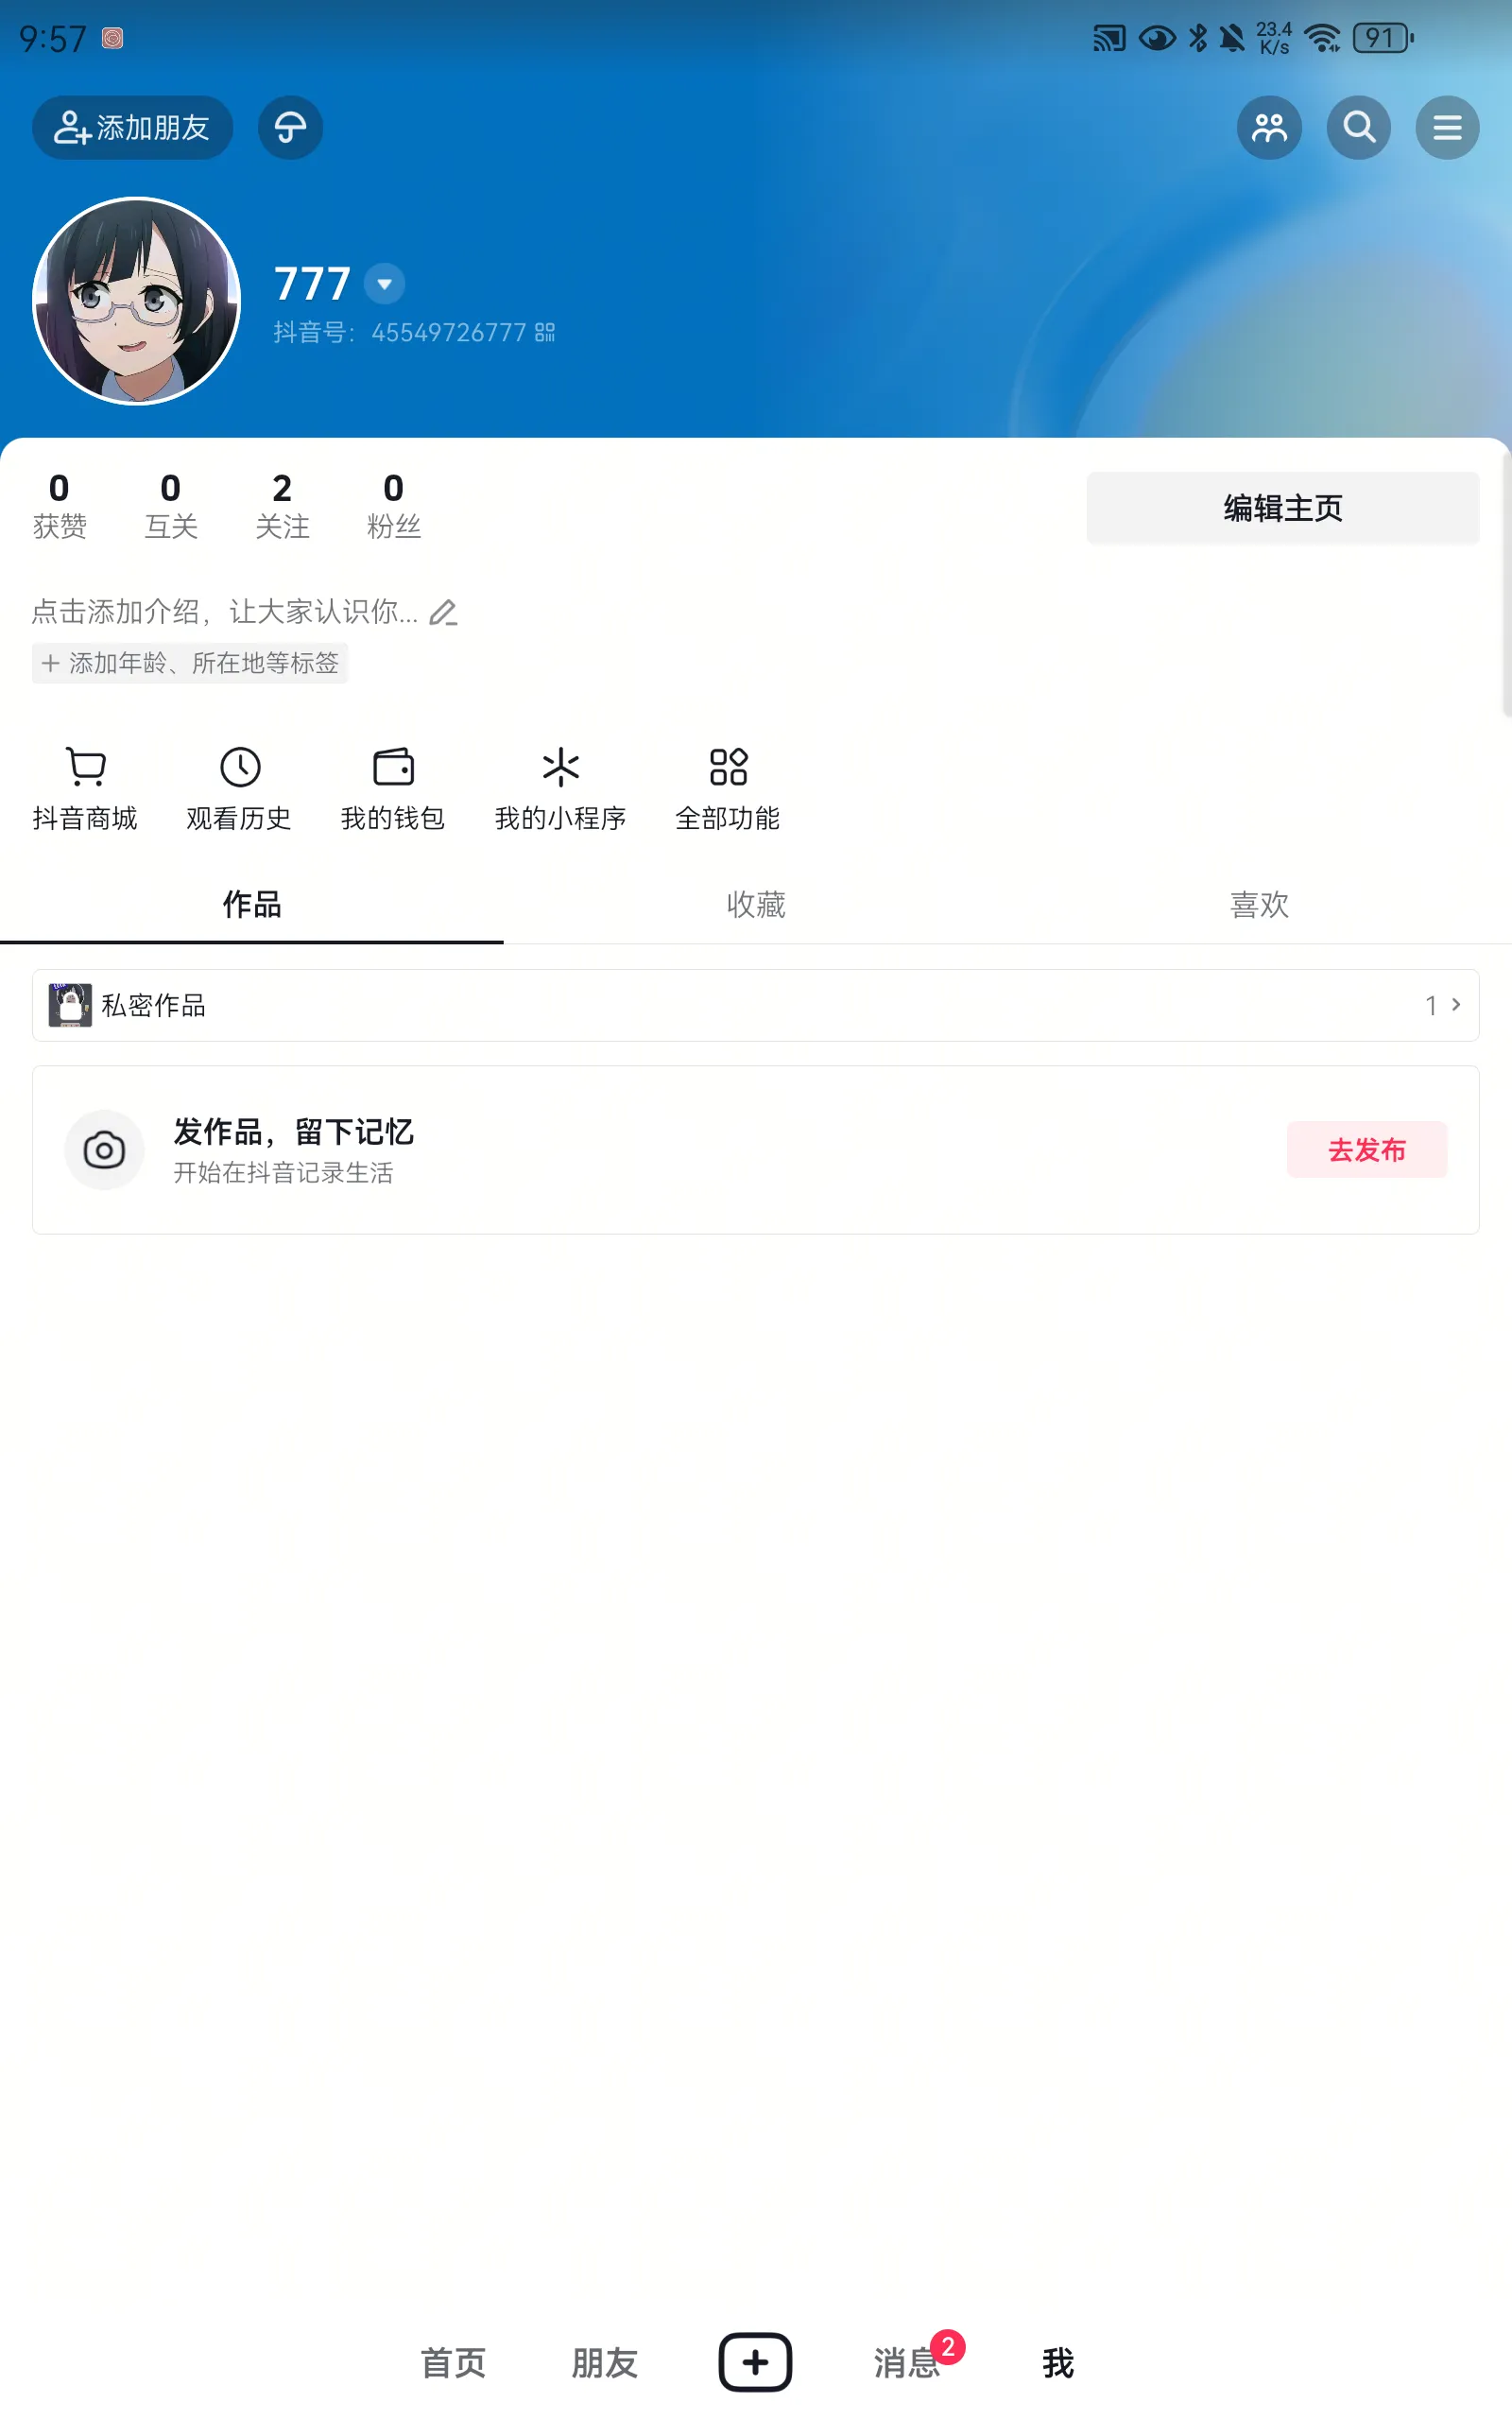 9:57
23.4 K/s
91
添加朋友
777
抖音号：45549726777
0 获赞
0 互关
2 关注
0 粉丝
编辑主页
点击添加介绍，让大家认识你...
+ 添加年龄、所在地等标签
抖音商城
观看历史
我的钱包
我的小程序
全部功能
作品
收藏
喜欢
私密作品
1
发作品，留下记忆
开始在抖音记录生活
去发布
首页
朋友
消息
2
我